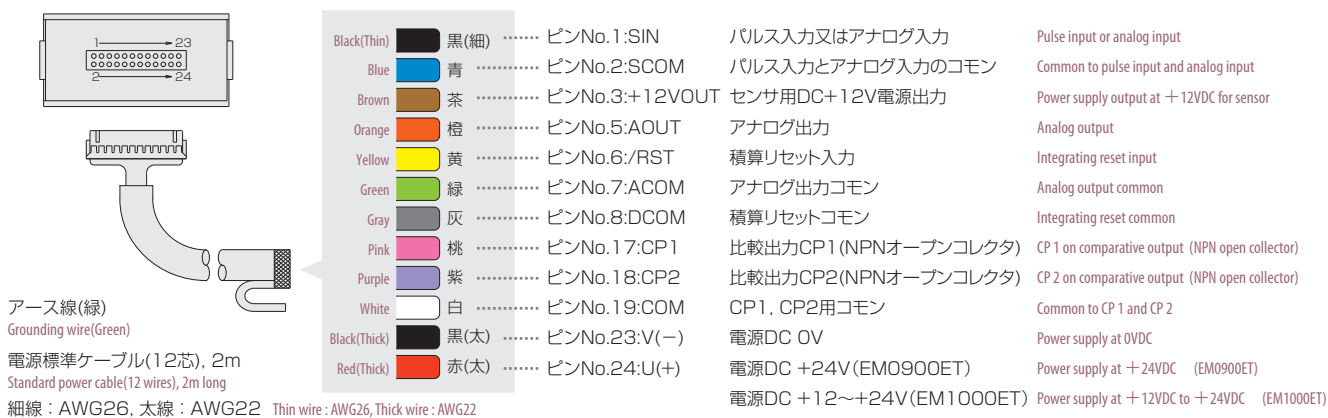 1 23
2 24
Black(Thin) 黒(細) ……… ピンNo.1:SIN パルス入力又はアナログ入力 Pulse input or analog input
Blue 青 ……… ピンNo.2:SCOM パルス入力とアナログ入力のコモン Common to pulse input and analog input
Brown 茶 ……… ピンNo.3:+12VOUT センサ用DC+12V電源出力 Power supply output at +12VDC for sensor
Orange 橙 ……… ピンNo.5:AOUT アナログ出力 Analog output
Yellow 黄 ……… ピンNo.6:/RST 積算リセット入力 Integrating reset input
Green 緑 ……… ピンNo.7:ACOM アナログ出力コモン Analog output common
Gray 灰 ……… ピンNo.8:DCOM 積算リセットコモン Integrating reset common
Pink 桃 ……… ピンNo.17:CP1 比較出力CP1(NPNオープンコレクタ) CP 1 on comparative output (NPN open collector)
Purple 紫 ……… ピンNo.18:CP2 比較出力CP2(NPNオープンコレクタ) CP 2 on comparative output (NPN open collector)
White 白 ……… ピンNo.19:COM CP1, CP2用コモン Common to CP 1 and CP 2
Black(Thick) 黒(太) ……… ピンNo.23:V(−) 電源DC 0V Power supply at 0VDC
Red(Thick) 赤(太) ……… ピンNo.24:U(+) 電源DC +24V(EM0900ET) Power supply at +24VDC (EM0900ET)
電源DC +12〜+24V(EM1000ET) Power supply at +12VDC to +24VDC (EM1000ET)
アース線(緑)
Grounding wire(Green)
電源標準ケーブル(12芯), 2m
Standard power cable(12 wires), 2m long
細線：AWG26, 太線：AWG22 Thin wire : AWG26, Thick wire : AWG22